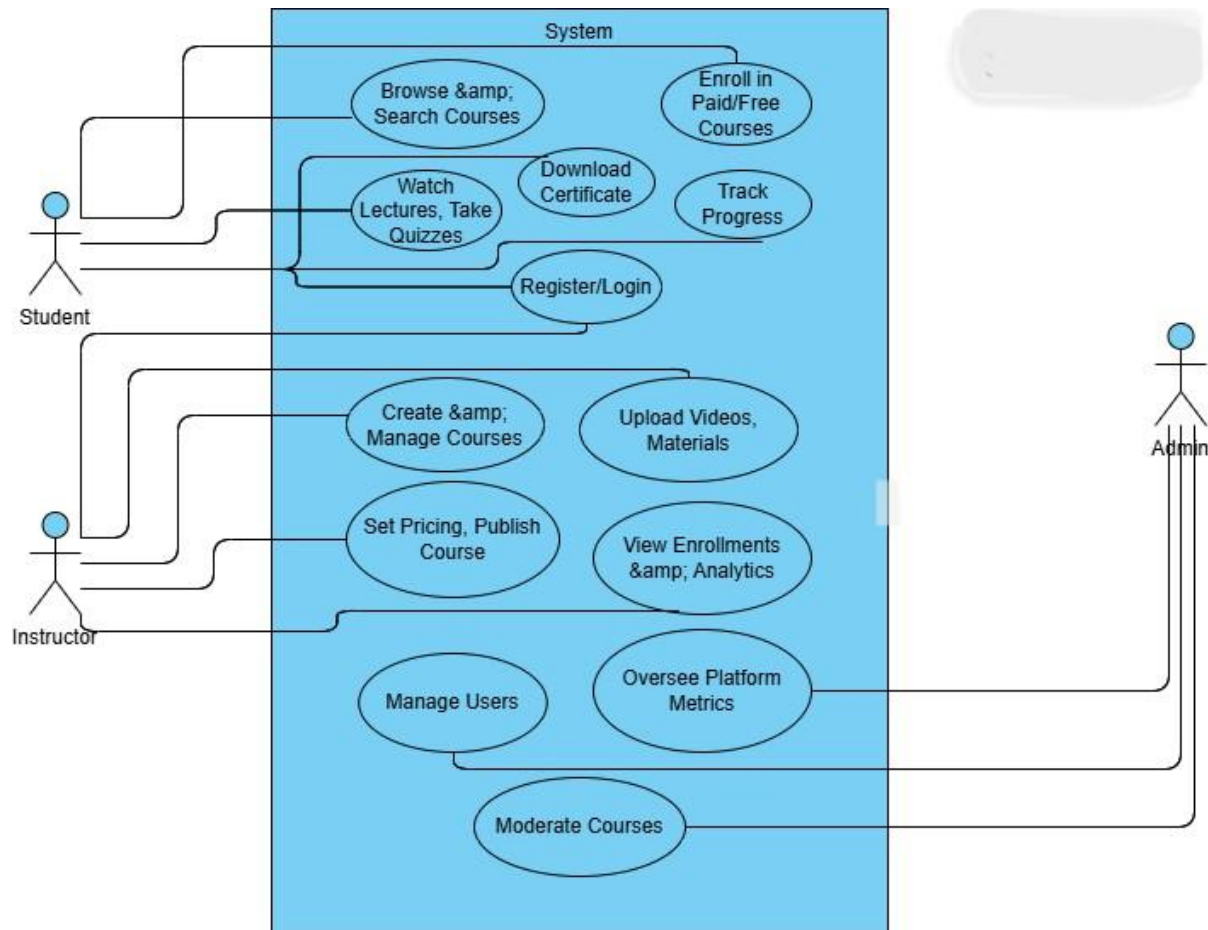 System
Browse &amp;
Search Courses
Enroll in
Paid/Free
Courses
Download
Certificate
Watch
Lectures, Take
Quizzes
Track
Progress
Register/Login
Student
Create &amp;
Manage Courses
Upload Videos,
Materials
Admin
Set Pricing, Publish
Course
View Enrollments
&amp; Analytics
Instructor
Manage Users
Oversee Platform
Metrics
Moderate Courses